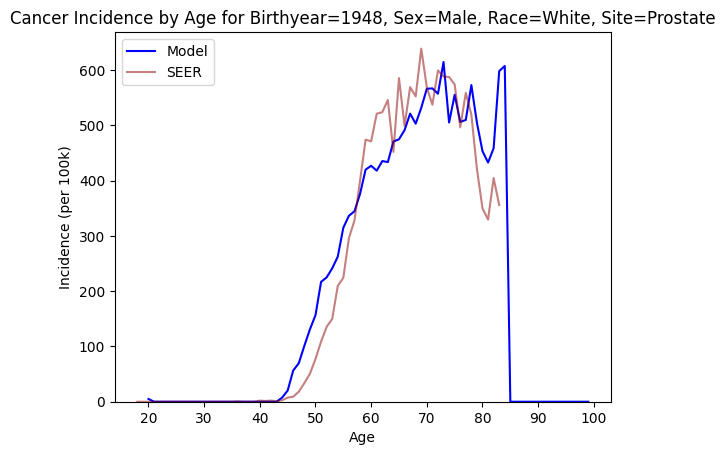 Cancer Incidence by Age for Birthyear=1948, Sex=Male, Race=White, Site=Prostate
Model
SEER
Incidence (per 100k)
600
500
400
300
200
100
0
20 30 40 50 60 70 80 90 100
Age